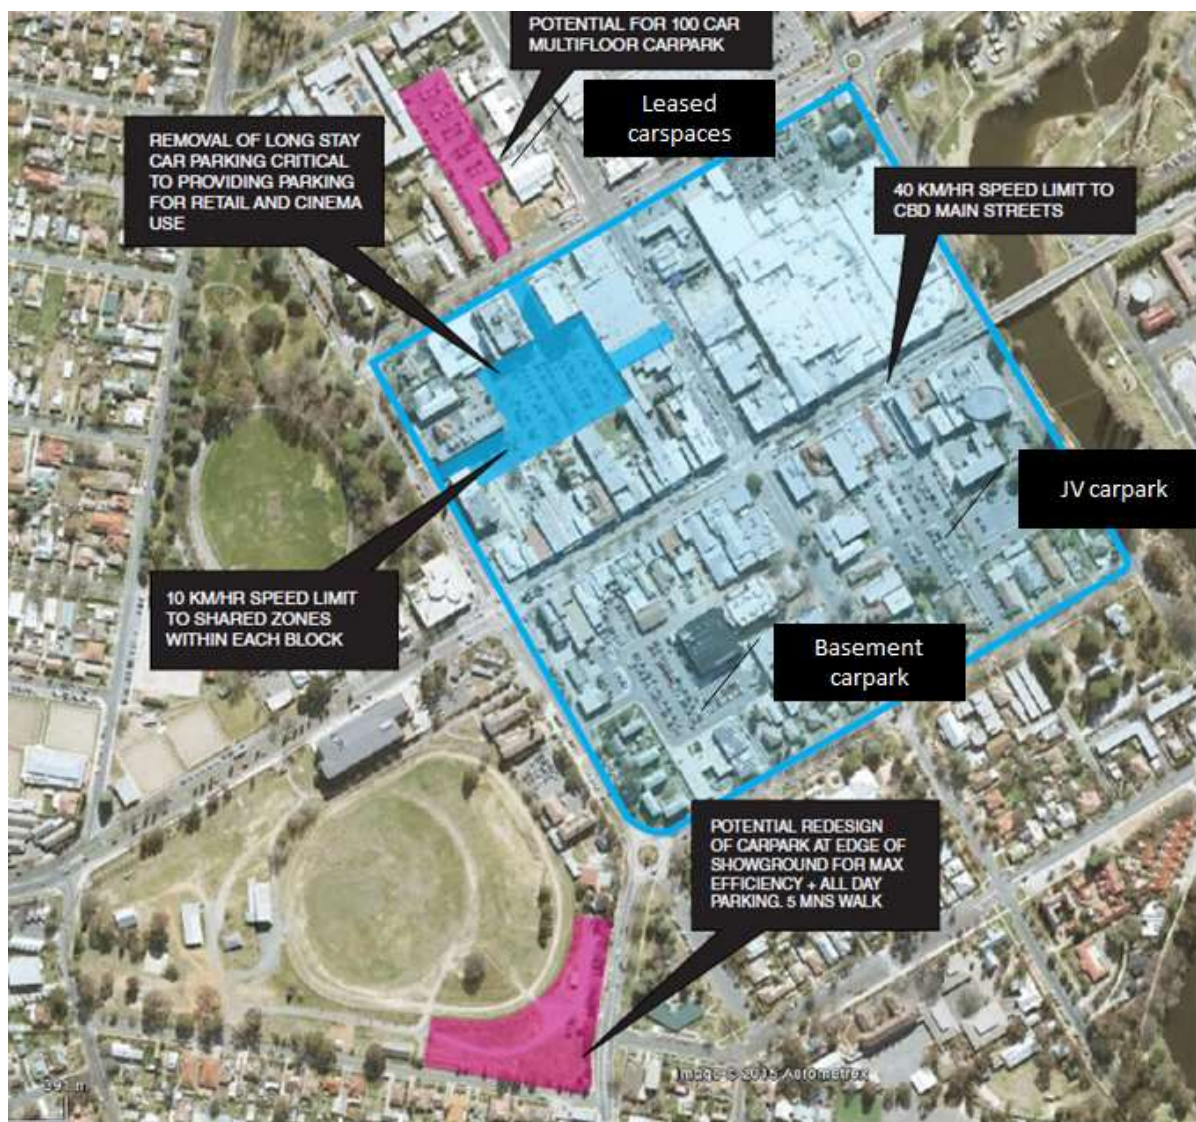 POTENTIAL FOR 100 CAR
MULTIFLOOR CARPARK
Leased
carspaces
REMOVAL OF LONG STAY
CAR PARKING CRITICAL
TO PROVIDING PARKING
FOR RETAIL AND CINEMA
USE
40 KM/HR SPEED LIMIT TO
CBD MAIN STREETS
JV carpark
10 KM/HR SPEED LIMIT
TO SHARED ZONES
WITHIN EACH BLOCK
Basement
carpark
POTENTIAL REDESIGN
OF CARPARK AT EDGE OF
SHOWGROUND FOR MAX
EFFICIENCY + ALL DAY
PARKING. 5 MNS WALK
Image © 2015 Aerometrex